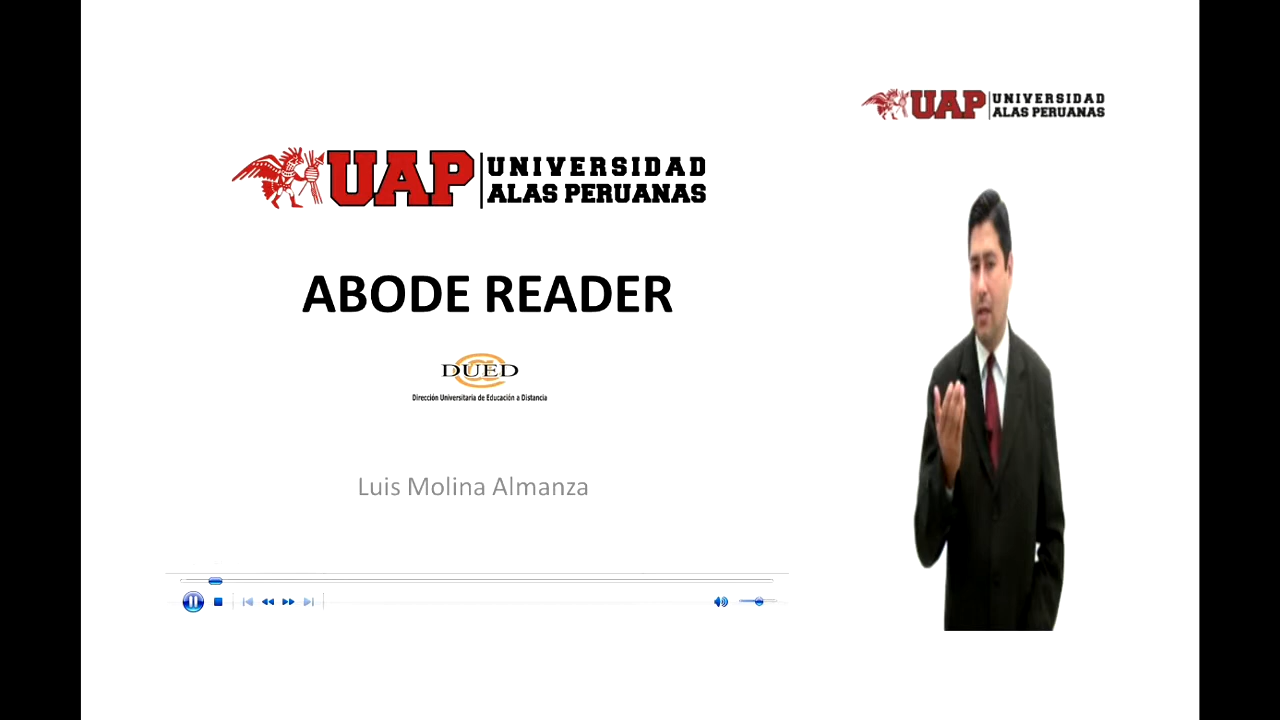 UAP UNIVERSIDAD
ALAS PERUANAS
UAP UNIVERSIDAD
ALAS PERUANAS
ABODE READER
DUED
Dirección Universitaria de Educación a Distancia
Luis Molina Almanza